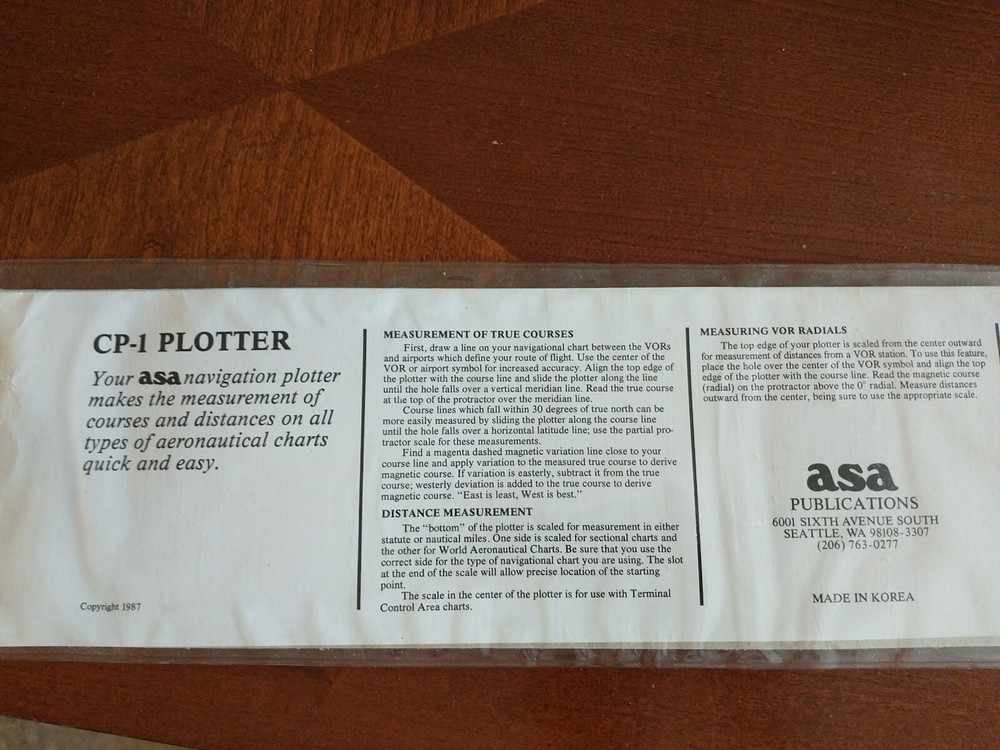 CP-1 PLOTTER
Your asa navigation plotter
makes the measurement of
courses and distances on all
types of aeronautical charts
quick and easy.
Copyright 1987
MEASUREMENT OF TRUE COURSES
First, draw a line on your navigational chart between the VORs
and airports which define your route of flight. Use the center of the
VOR or airport symbol for increased accuracy. Align the top edge of
the plotter with the course line and slide the plotter along the line
until the hole falls over a vertical meridian line. Read the true course
at the top of the protractor over the meridian line.
Course lines which fall within 30 degrees of true north can be
more easily measured by sliding the plotter along the course line
until the hole falls over a horizontal latitude line; use the partial pro-
tractor scale for these measurements.
Find a magenta dashed magnetic variation line close to your
course line and apply variation to the measured true course to derive
magnetic course. If variation is easterly, subtract it from the true
course; westerly deviation is added to the true course to derive
magnetic course. “East is least, West is best.”
DISTANCE MEASUREMENT
The “bottom” of the plotter is scaled for measurement in either
statute or nautical miles. One side is scaled for sectional charts and
the other for World Aeronautical Charts. Be sure that you use the
correct side for the type of navigational chart you are using. The slot
at the end of the scale will allow precise location of the starting
point.
The scale in the center of the plotter is for use with Terminal
Control Area charts.
MEASURING VOR RADIALS
The top edge of your plotter is scaled from the center outward
for measurement of distances from a VOR station. To use this feature,
place the hole over the center of the VOR symbol and align the top
edge of the plotter with the course line. Read the magnetic course
(radial) on the protractor above the 0° radial. Measure distances
outward from the center, being sure to use the appropriate scale.
asa
PUBLICATIONS
6001 SIXTH AVENUE SOUTH
SEATTLE, WA 98108-3307
(206) 763-0277
MADE IN KOREA